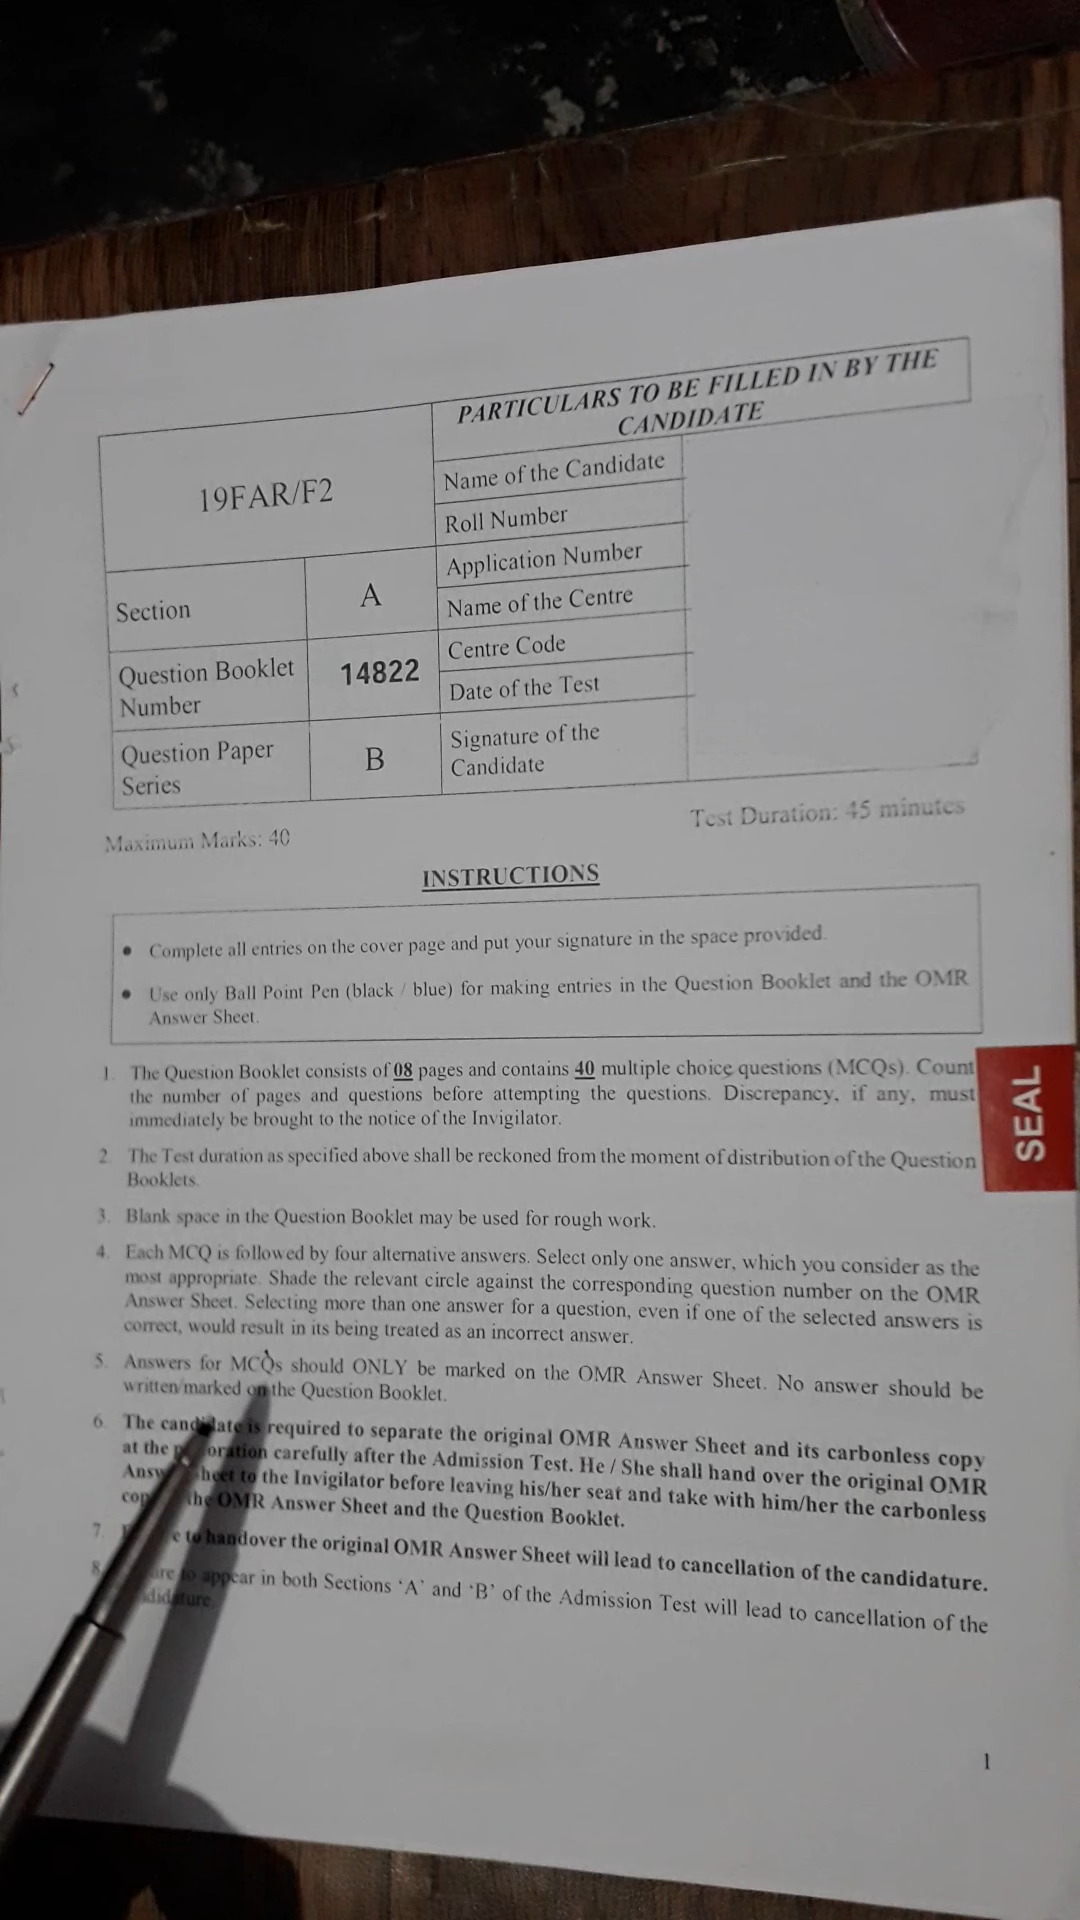 19FAR/F2
PARTICULARS TO BE FILLED IN BY THE
CANDIDATE
Name of the Candidate
Roll Number
Application Number
Section
A
Name of the Centre
Centre Code
Question Booklet
Number
14822
Date of the Test
Question Paper
Series
B
Signature of the
Candidate
Maximum Marks: 40
Test Duration: 45 minutes
INSTRUCTIONS
• Complete all entries on the cover page and put your signature in the space provided.
• Use only Ball Point Pen (black / blue) for making entries in the Question Booklet and the OMR
Answer Sheet.
1. The Question Booklet consists of 08 pages and contains 40 multiple choice questions (MCQs). Count
the number of pages and questions before attempting the questions. Discrepancy, if any, must
immediately be brought to the notice of the Invigilator.
SEAL
2. The Test duration as specified above shall be reckoned from the moment of distribution of the Question
Booklets.
3. Blank space in the Question Booklet may be used for rough work.
4. Each MCQ is followed by four alternative answers. Select only one answer, which you consider as the
most appropriate. Shade the relevant circle against the corresponding question number on the OMR
Answer Sheet. Selecting more than one answer for a question, even if one of the selected answers is
correct, would result in its being treated as an incorrect answer.
5. Answers for MCQs should ONLY be marked on the OMR Answer Sheet. No answer should be
written/marked on the Question Booklet.
6. The candidate is required to separate the original OMR Answer Sheet and its carbonless copy
at the oration carefully after the Admission Test. He / She shall hand over the original OMR
Answ heet to the Invigilator before leaving his/her seat and take with him/her the carbonless
cop the OMR Answer Sheet and the Question Booklet.
7. to handover the original OMR Answer Sheet will lead to cancellation of the candidature.
8. to appear in both Sections ‘A’ and ‘B’ of the Admission Test will lead to cancellation of the
didature.
1